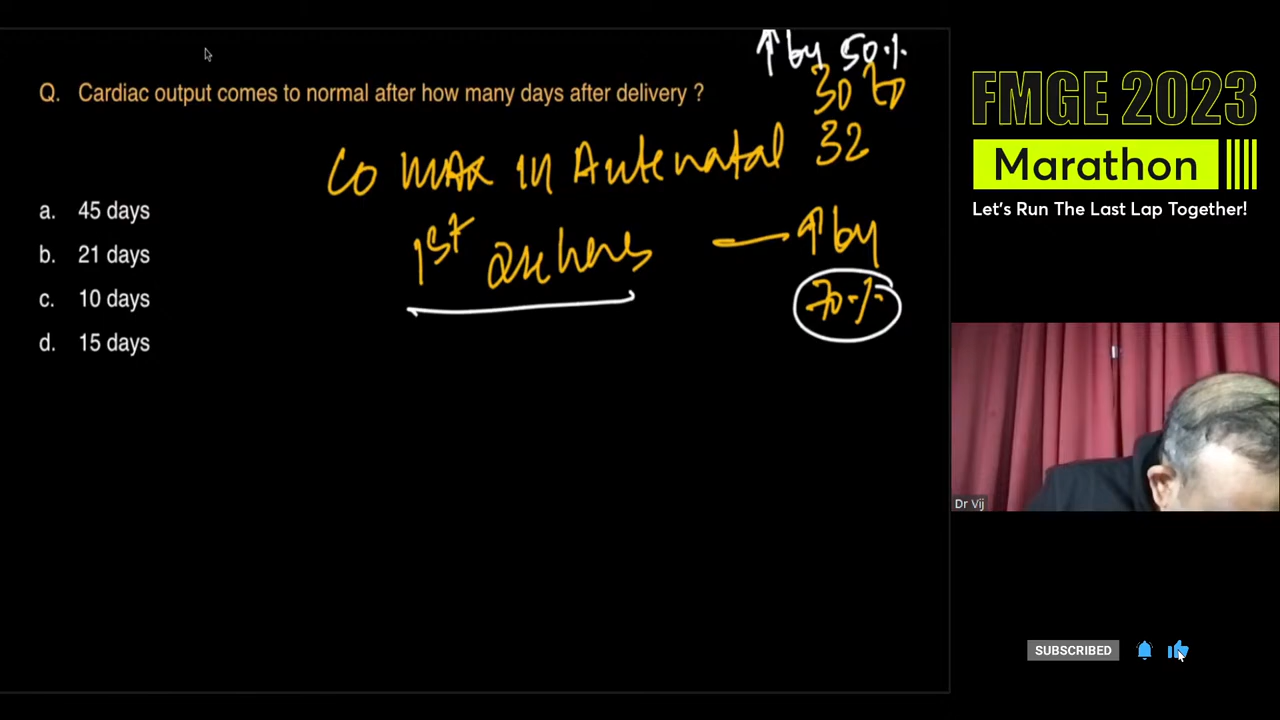 ↑ by 50%
Q. Cardiac output comes to normal after how many days after delivery ?
30 to
32
CO MAX in Antenatal
a. 45 days
1st
↑ by
b. 21 days
70%
c. 10 days
d. 15 days
FMGE 2023
Marathon
Let's Run The Last Lap Together!
Dr Vij
SUBSCRIBED